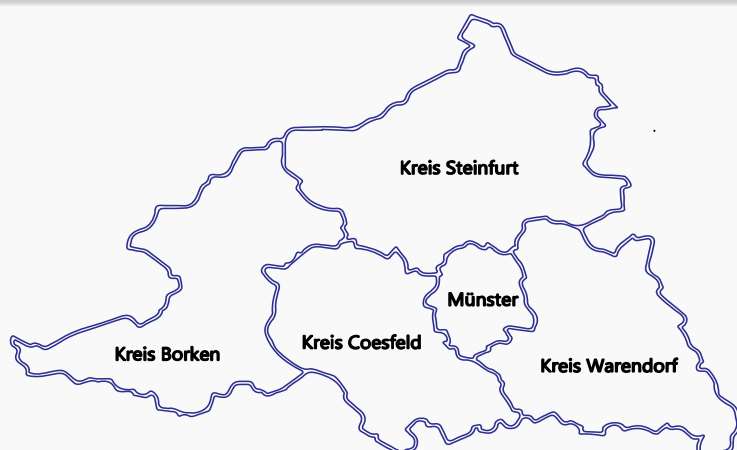 Kreis Steinfurt
Münster
Kreis Coesfeld
Kreis Borken
Kreis Warendorf